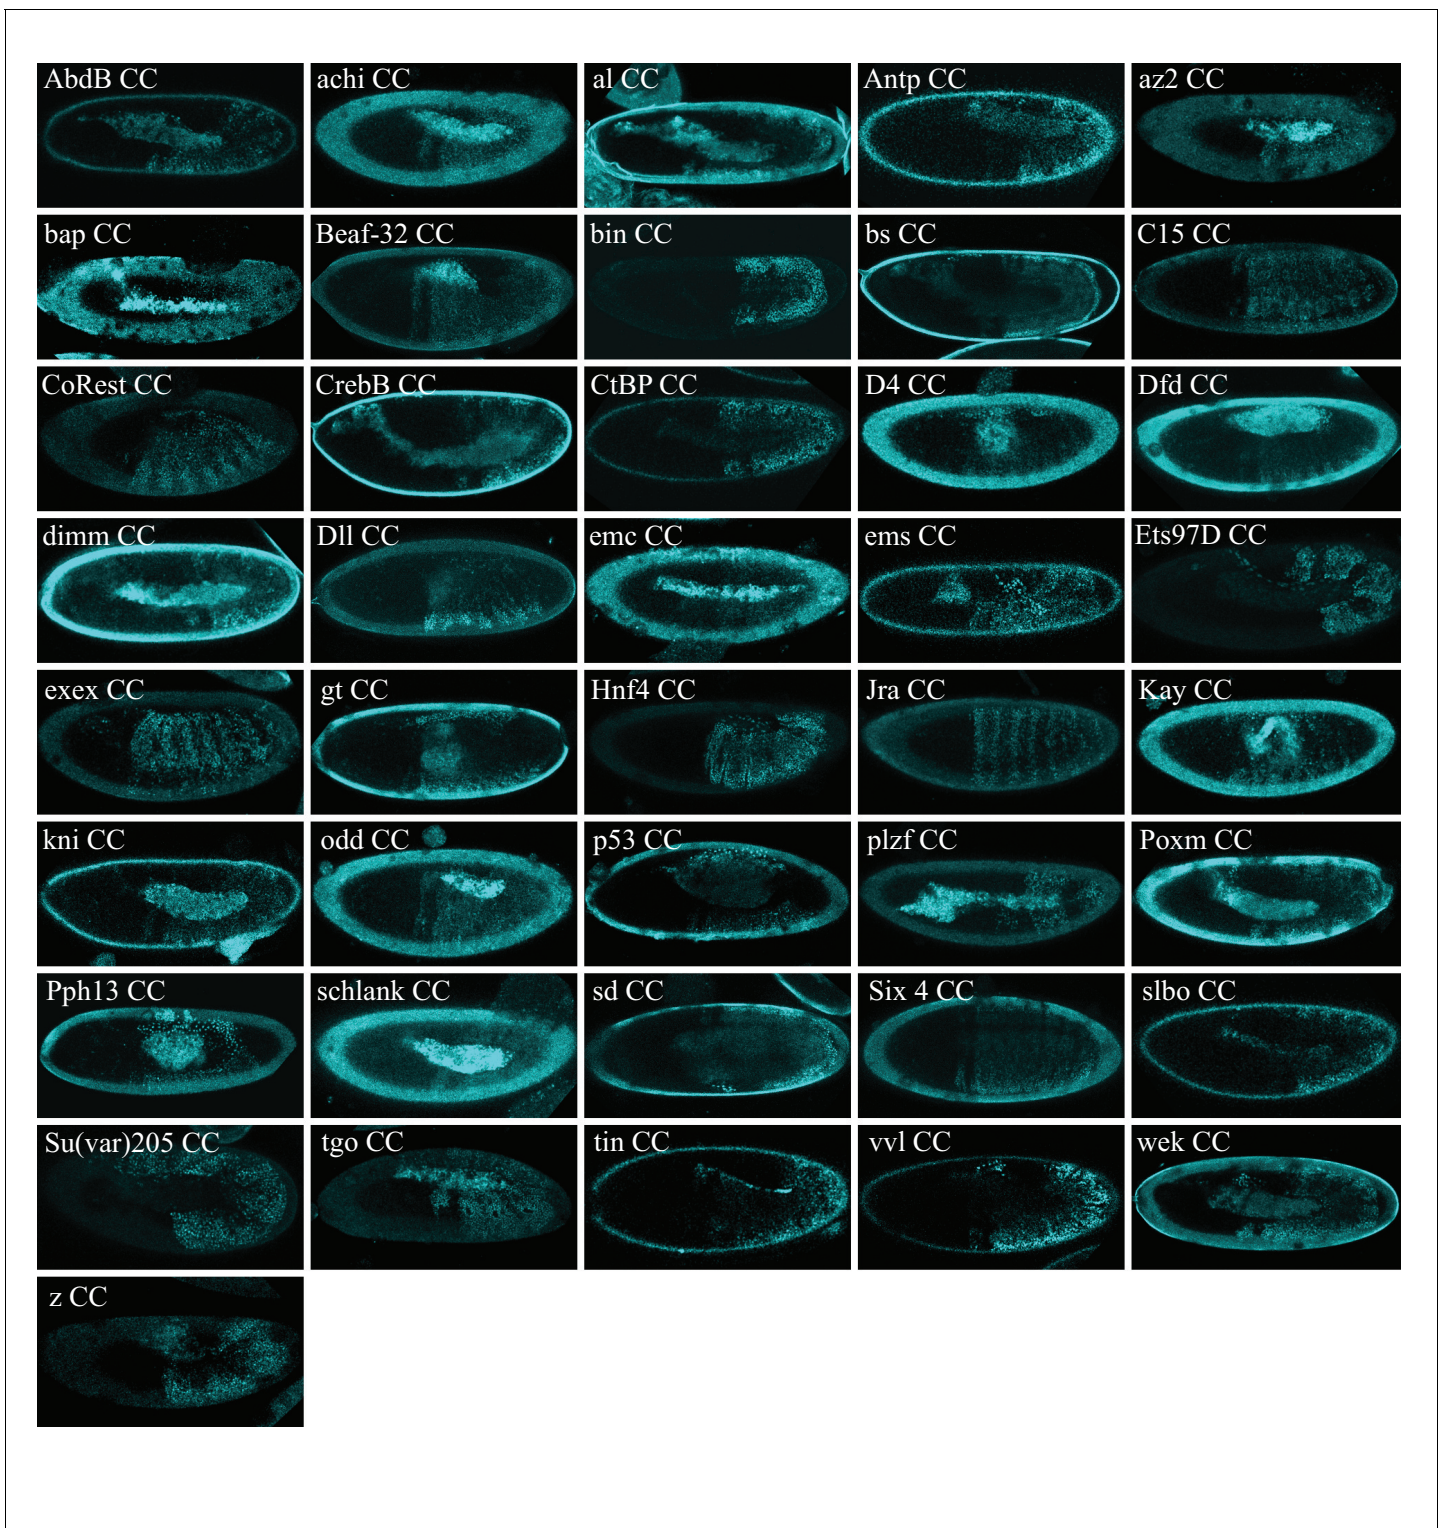 AbdB CC
achi CC
al CC
Antp CC
az2 CC
bap CC
Beaf-32 CC
bin CC
bs CC
C15 CC
CoRest CC
CrebB CC
CtBP CC
D4 CC
Dfd CC
dimm CC
Dll CC
emc CC
ems CC
Ets97D CC
exex CC
gt CC
Hnf4 CC
Jra CC
Kay CC
kni CC
odd CC
p53 CC
plzf CC
Poxm CC
Pph13 CC
schlank CC
sd CC
Six 4 CC
slbo CC
Su(var)205 CC
tgo CC
tin CC
vvl CC
wek CC
z CC